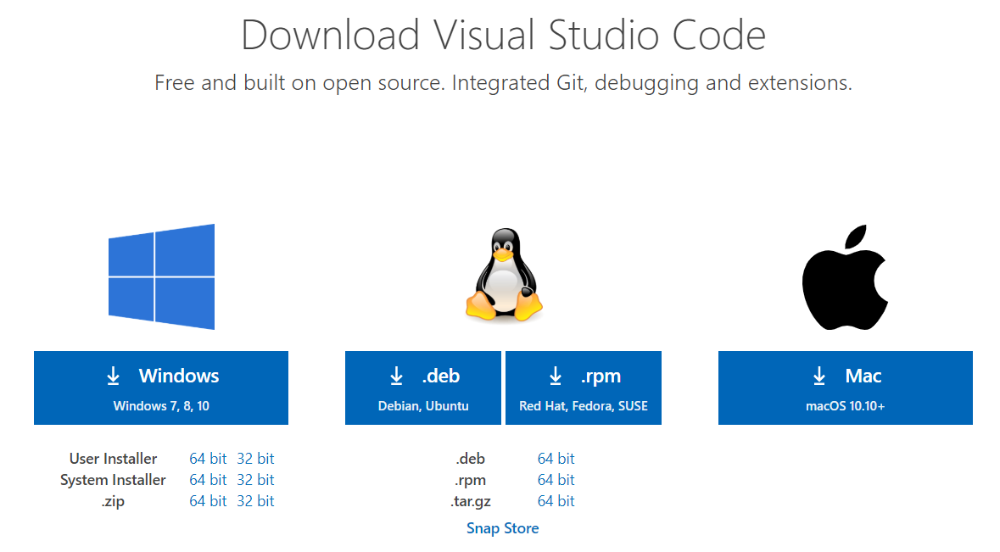 Download Visual Studio Code
Free and built on open source. Integrated Git, debugging and extensions.
Windows
Windows 7, 8, 10
User Installer 64 bit 32 bit
System Installer 64 bit 32 bit
.zip 64 bit 32 bit
.deb
Debian, Ubuntu
.rpm
Red Hat, Fedora, SUSE
.deb 64 bit
.rpm 64 bit
.tar.gz 64 bit
Snap Store
Mac
macOS 10.10+